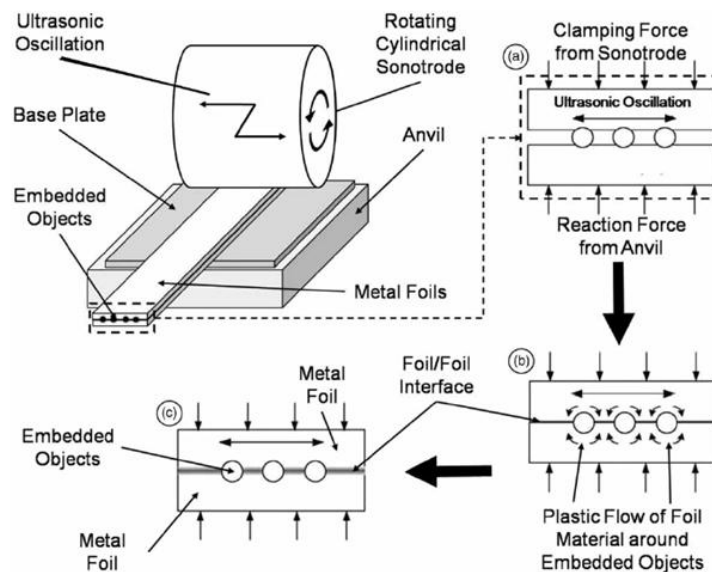 Ultrasonic
Oscillation
Rotating
Cylindrical
Sonotrode
Base Plate
Anvil
Embedded
Objects
Metal Foils
Clamping Force
from Sonotrode
(a)
Ultrasonic Oscillation
Reaction Force
from Anvil
(b)
Foil/Foil
Interface
Plastic Flow of Foil
Material around
Embedded Objects
(c)
Metal
Foil
Embedded
Objects
Metal
Foil